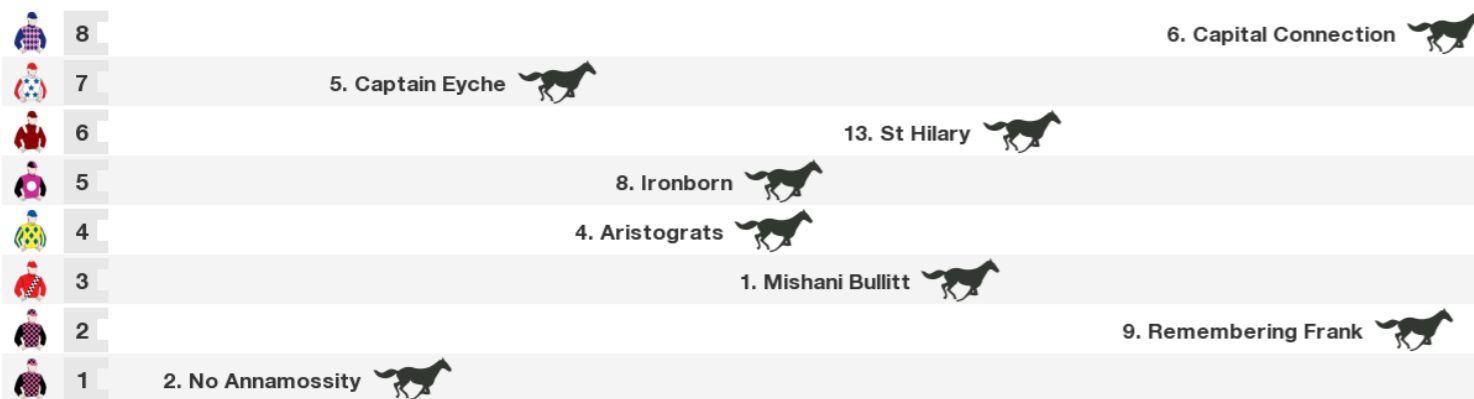 8 6. Capital Connection
7 5. Captain Eyche
6 13. St Hilary
5 8. Ironborn
4 4. Aristograts
3 1. Mishani Bullitt
2 9. Remembering Frank
1 2. No Annamossity